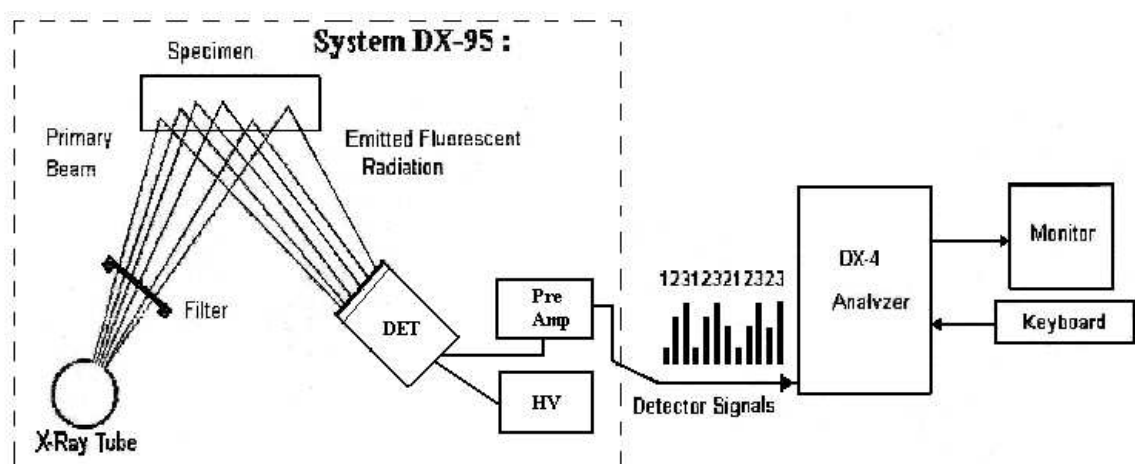 System DX-95 :
Specimen
Primary
Beam
Emitted Fluorescent
Radiation
Filter
X-Ray Tube
DET
Pre
Amp
HV
123123212323
Detector Signals
DX-4
Analyzer
Monitor
Keyboard